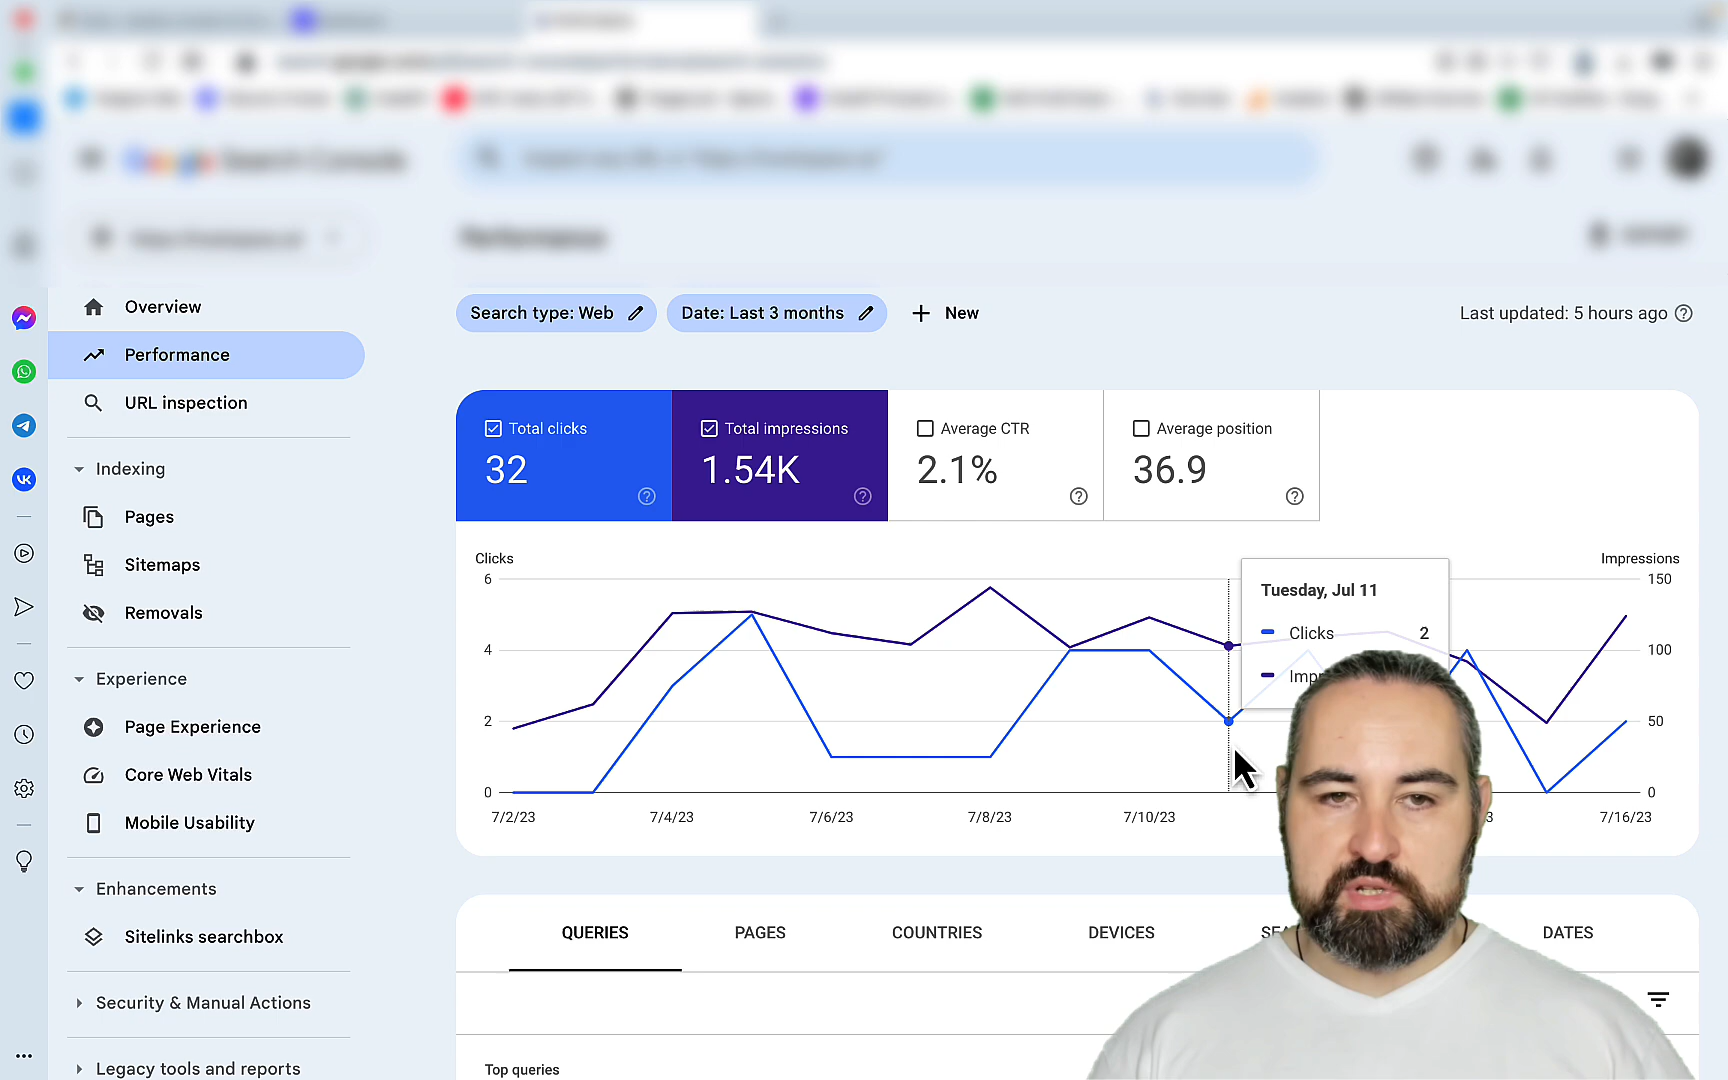 Google Search Console
Performance
Search type: Web
Date: Last 3 months
New
Last updated: 5 hours ago
Overview
Performance
URL inspection
Indexing
Pages
Sitemaps
Removals
Experience
Page Experience
Core Web Vitals
Mobile Usability
Enhancements
Sitelinks searchbox
Security & Manual Actions
Legacy tools and reports
Total clicks
32
Total impressions
1.54K
Average CTR
2.1%
Average position
36.9
Clicks
Impressions
6
4
2
0
150
100
50
0
Tuesday, Jul 11
Clicks 2
7/2/23
7/4/23
7/6/23
7/8/23
7/10/23
7/16/23
QUERIES
PAGES
COUNTRIES
DEVICES
DATES
Top queries